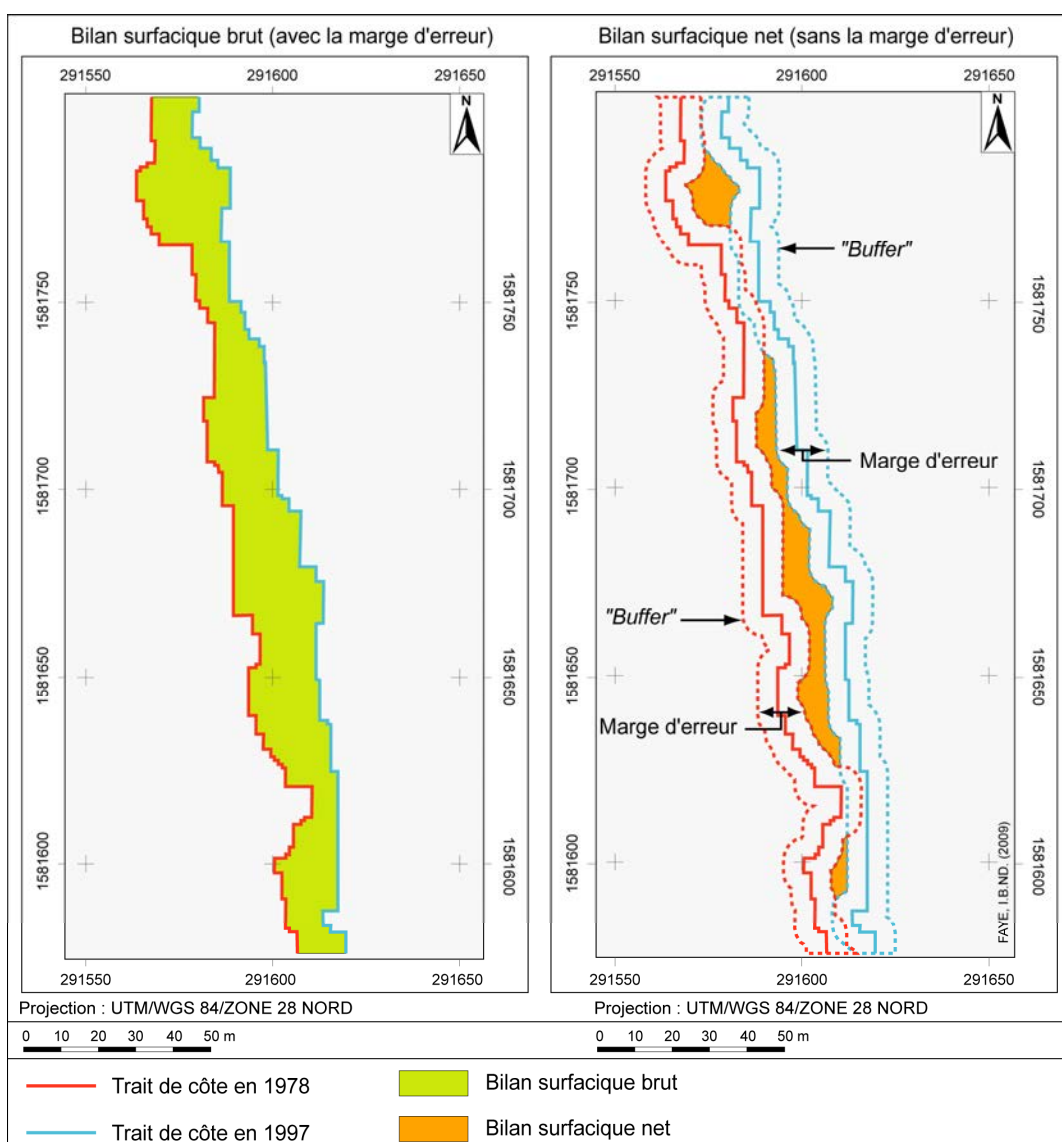 Bilan surfacique brut (avec la marge d'erreur)
291550 291600 291650
N
1581750 1581750
1581700 1581700
1581650 1581650
1581600 1581600
291550 291600 291650
Projection : UTM/WGS 84/ZONE 28 NORD
0 10 20 30 40 50 m
Bilan surfacique net (sans la marge d'erreur)
291550 291600 291650
N
"Buffer"
1581750 1581750
Marge d'erreur
1581700 1581700
"Buffer"
1581650 1581650
Marge d'erreur
1581600 1581600
FAYE, I.B.ND. (2009)
291550 291600 291650
Projection : UTM/WGS 84/ZONE 28 NORD
0 10 20 30 40 50 m
Trait de côte en 1978
Bilan surfacique brut
Trait de côte en 1997
Bilan surfacique net